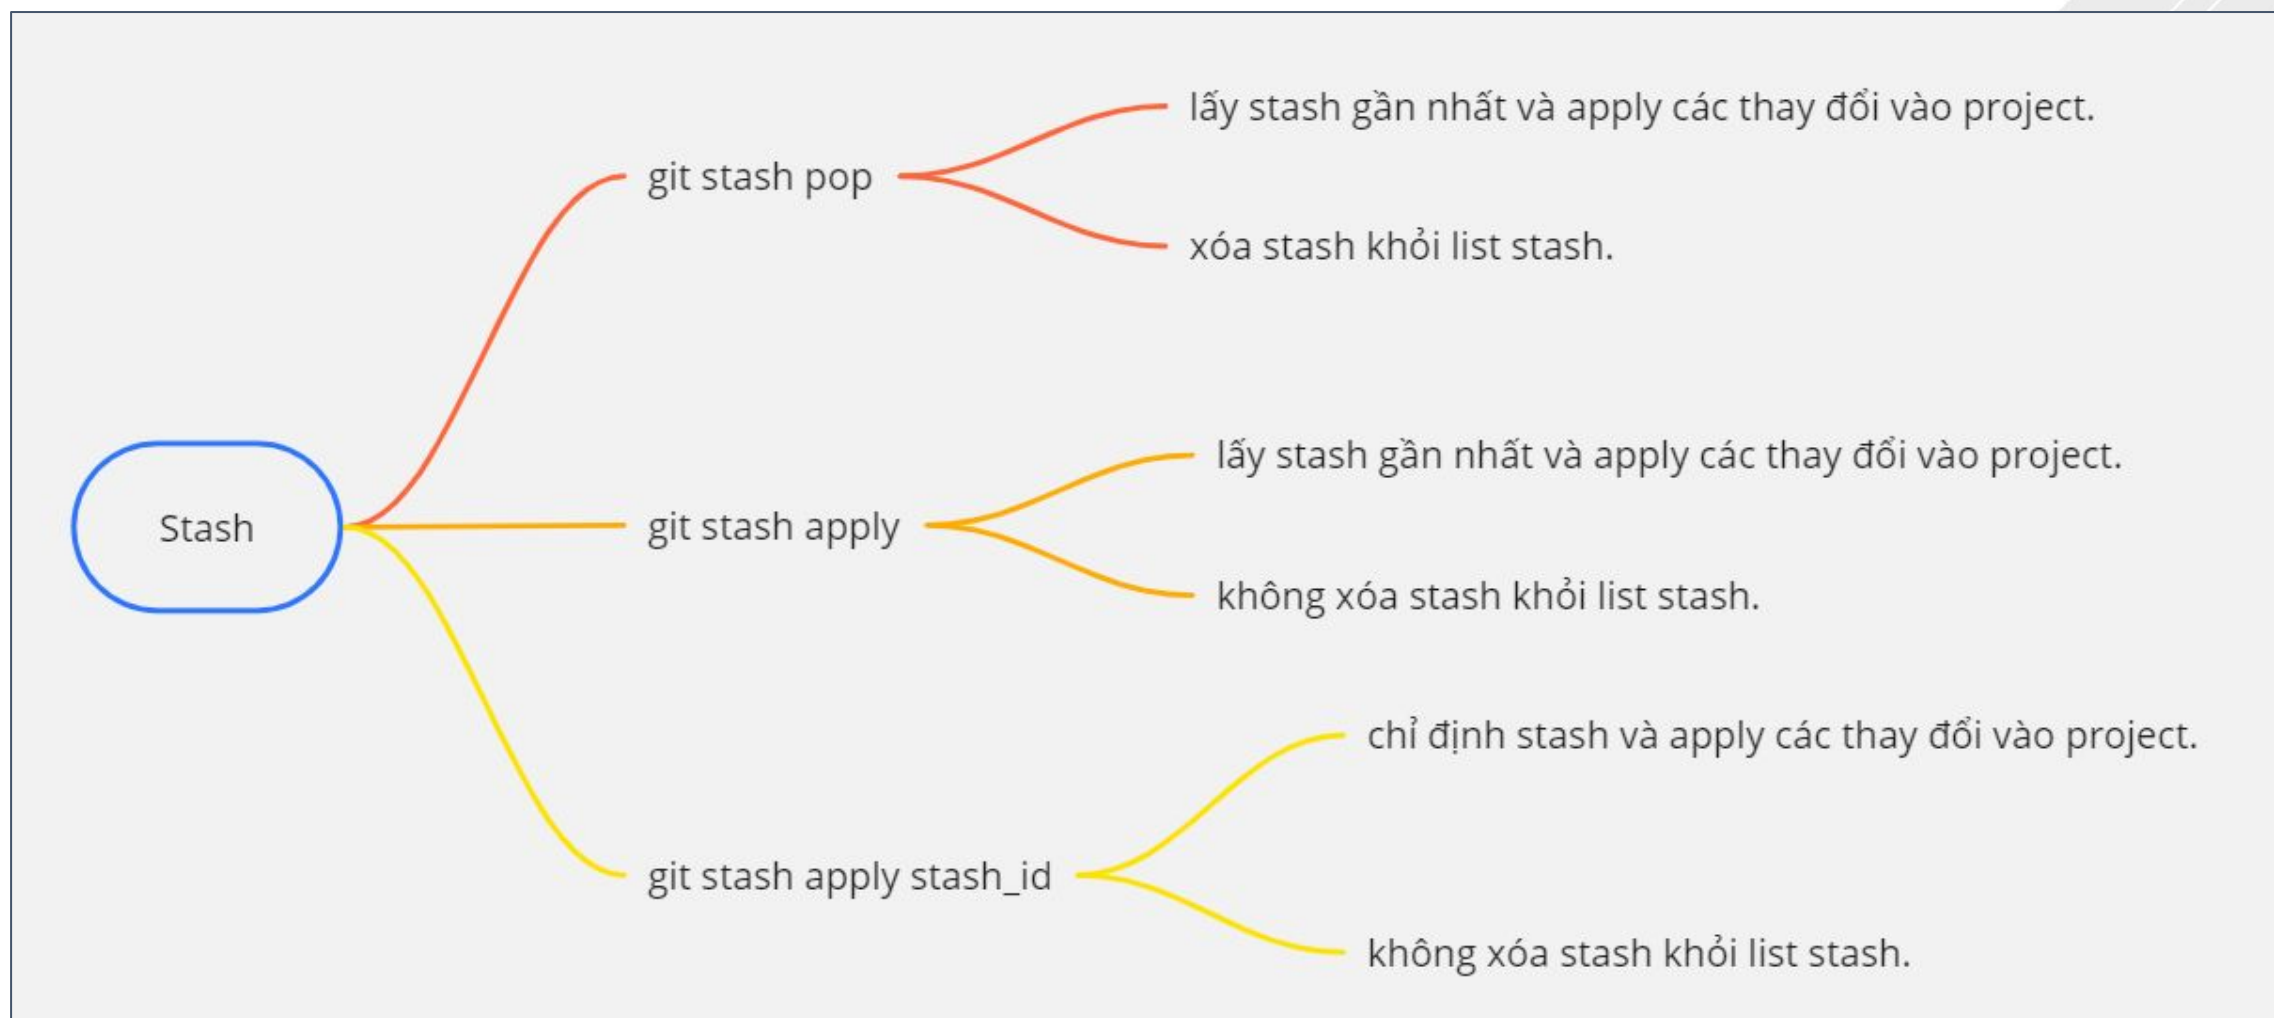 Stash
git stash pop
lấy stash gần nhất và apply các thay đổi vào project.
xóa stash khỏi list stash.
git stash apply
lấy stash gần nhất và apply các thay đổi vào project.
không xóa stash khỏi list stash.
git stash apply stash_id
chỉ định stash và apply các thay đổi vào project.
không xóa stash khỏi list stash.